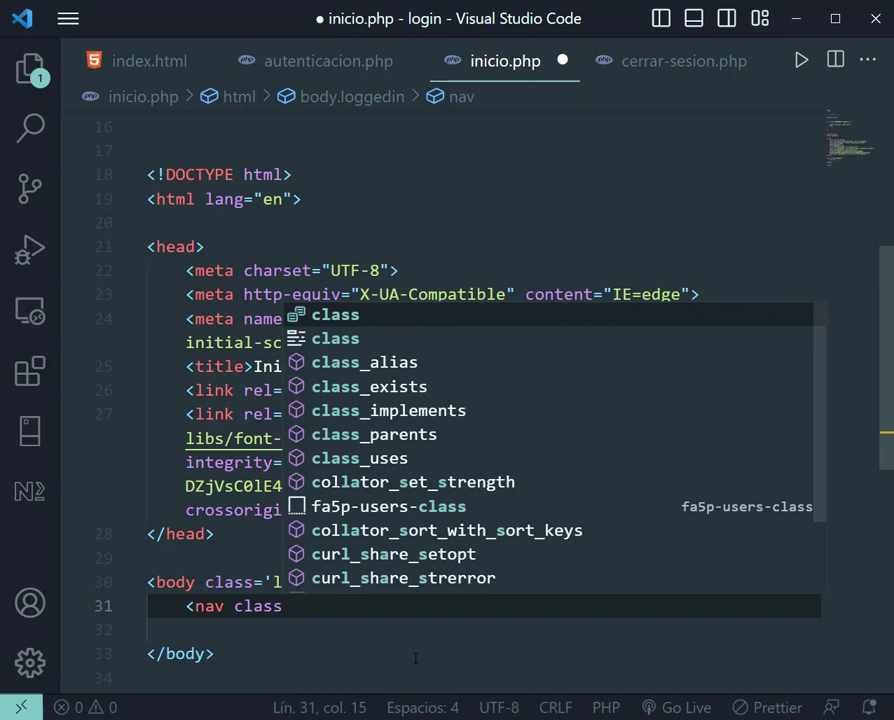 ● inicio.php - login - Visual Studio Code
index.html autenticacion.php inicio.php cerrar-sesion.php
1
inicio.php > html > body.loggedin > nav
16
17
18 <!DOCTYPE html>
19 <html lang="en">
20
21 <head>
22 <meta charset="UTF-8">
23 <meta http-equiv="X-UA-Compatible" content="IE=edge">
24 <meta name
initial-sc
25 <title>Ini
26 <link rel=
27 <link rel=
libs/font-
integrity=
DZjVsC0lE4
crossorigi
class
class
class_alias
class_exists
class_implements
class_parents
class_uses
collator_set_strength
fa5p-users-class fa5p-users-class
collator_sort_with_sort_keys
curl_share_setopt
curl_share_strerror
28 </head>
29
30 <body class='l
31 <nav class
32
33 </body>
34
0 0 Lín. 31, col. 15 Espacios: 4 UTF-8 CRLF PHP Go Live Prettier